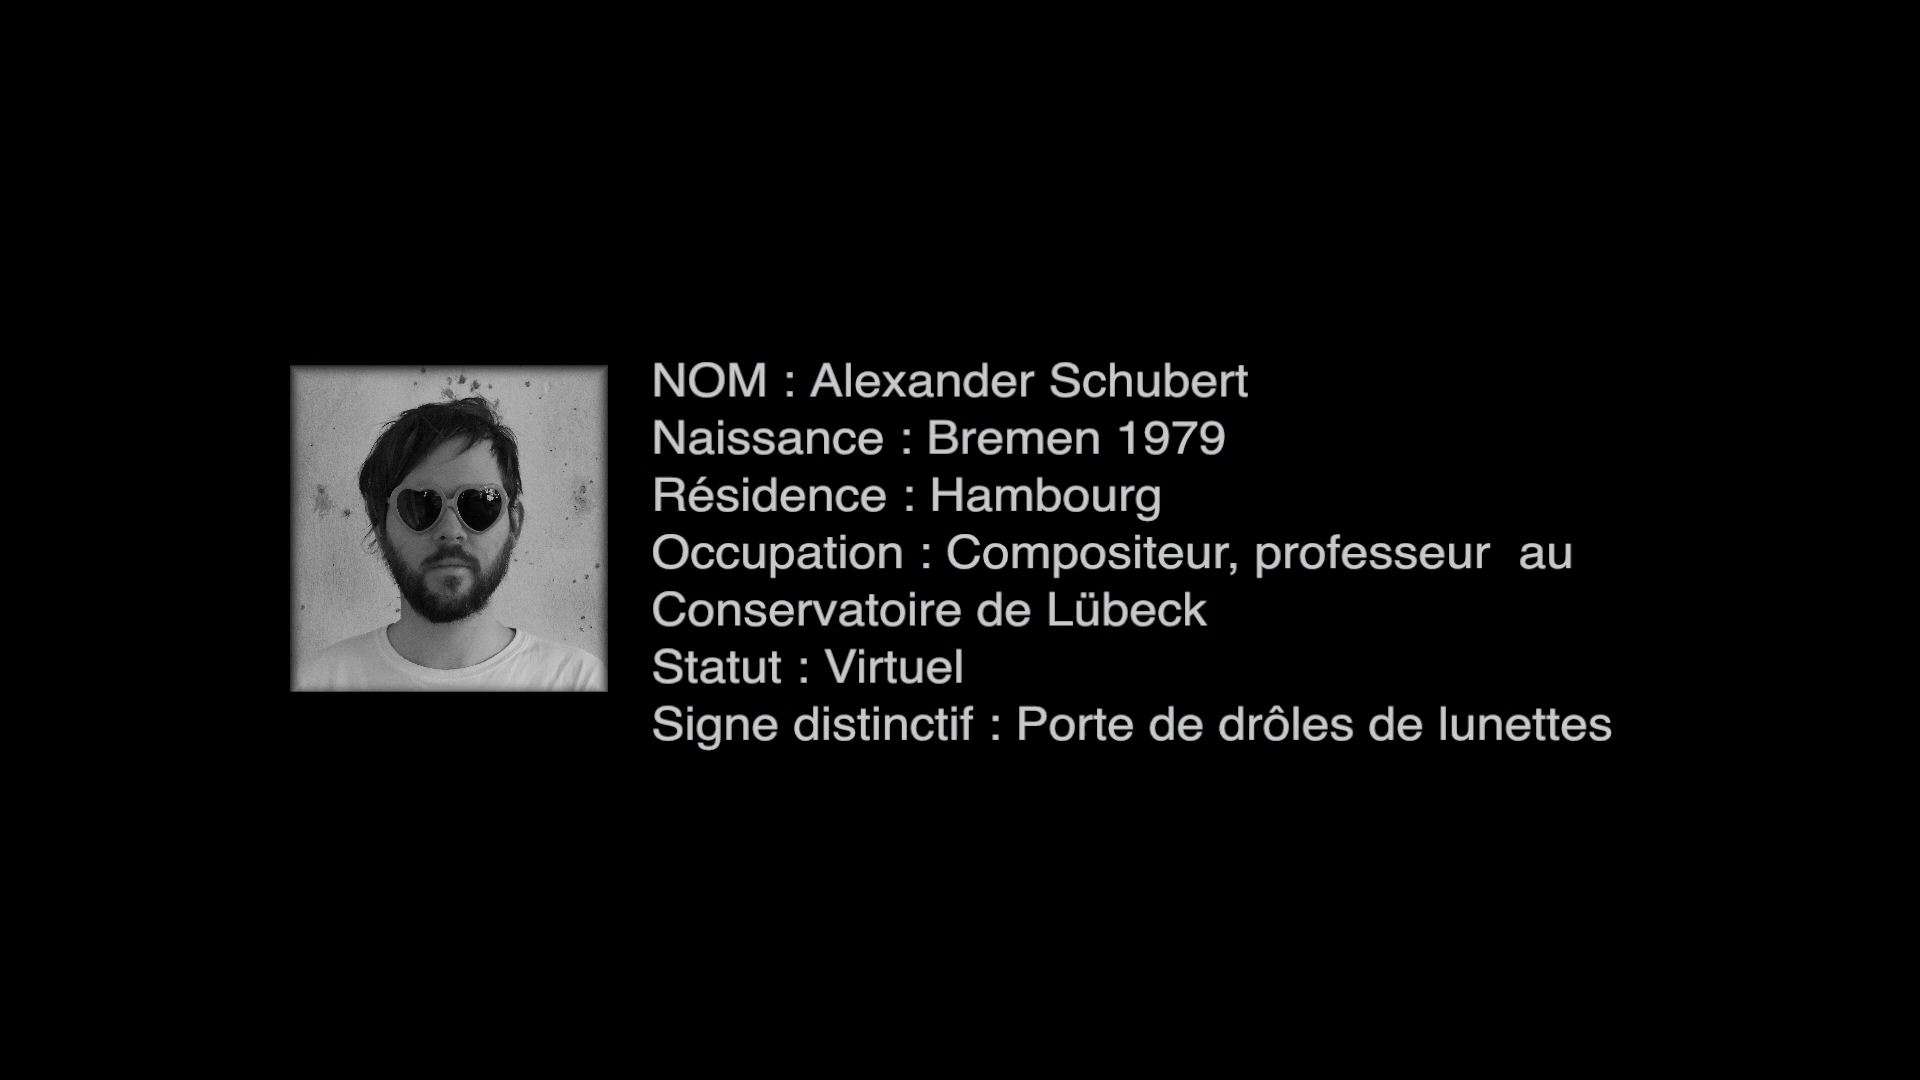 NOM : Alexander Schubert
Naissance : Bremen 1979
Résidence : Hambourg
Occupation : Compositeur, professeur  au
Conservatoire de Lübeck
Statut : Virtuel
Signe distinctif : Porte de drôles de lunettes